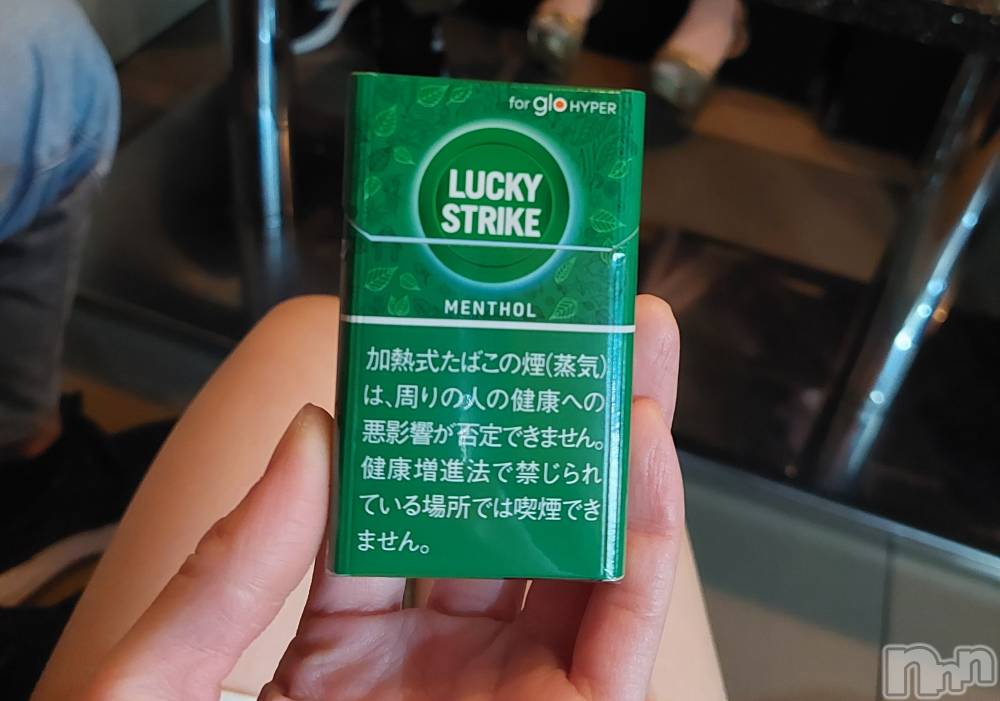 for glo HYPER
LUCKY
STRIKE
MENTHOL
加熱式たばこの煙(蒸気)
は、周りの人の健康への
悪影響が否定できません。
健康増進法で禁じられ
ている場所では喫煙でき
ません。